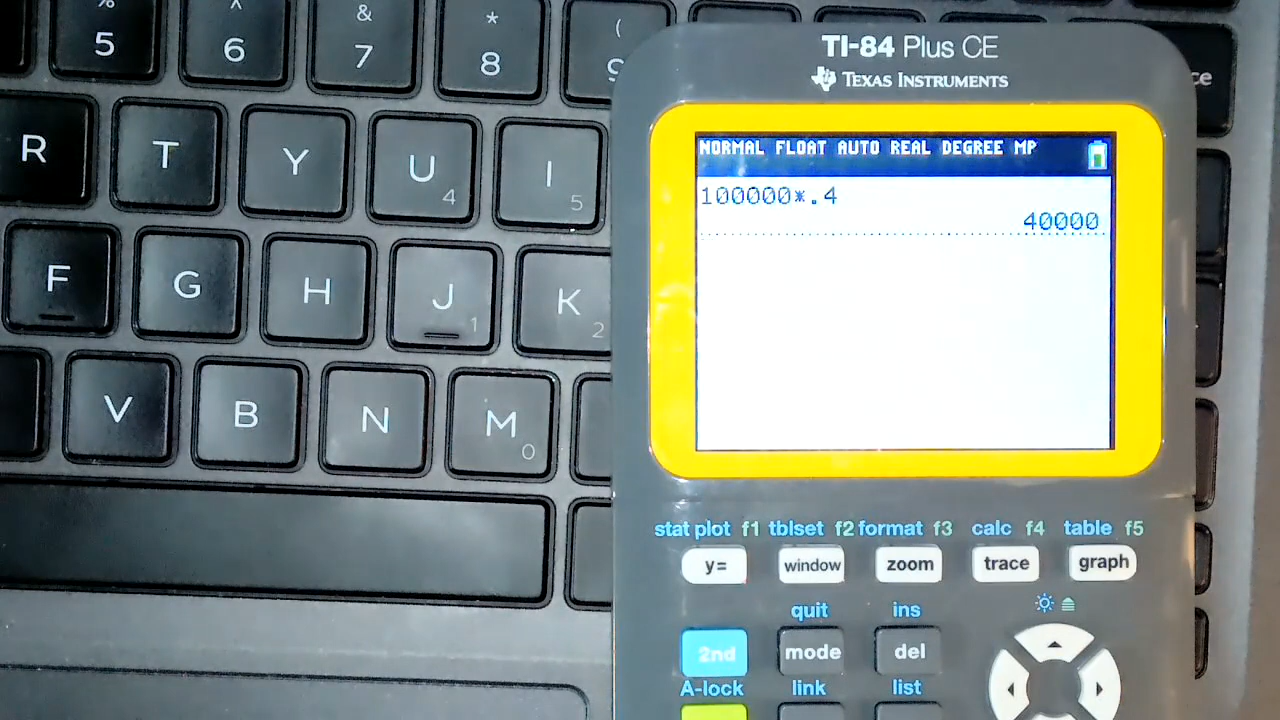 ^ & * (
5 6 7 8 9
R T Y U 4 I 5
F G H J 1 K 2
V B N M 0
TI-84 Plus CE
TEXAS INSTRUMENTS
NORMAL FLOAT AUTO REAL DEGREE MP
100000*.4
40000
stat plot f1 tblset f2 format f3 calc f4 table f5
y= window zoom trace graph
quit ins
2nd mode del
A-lock link list